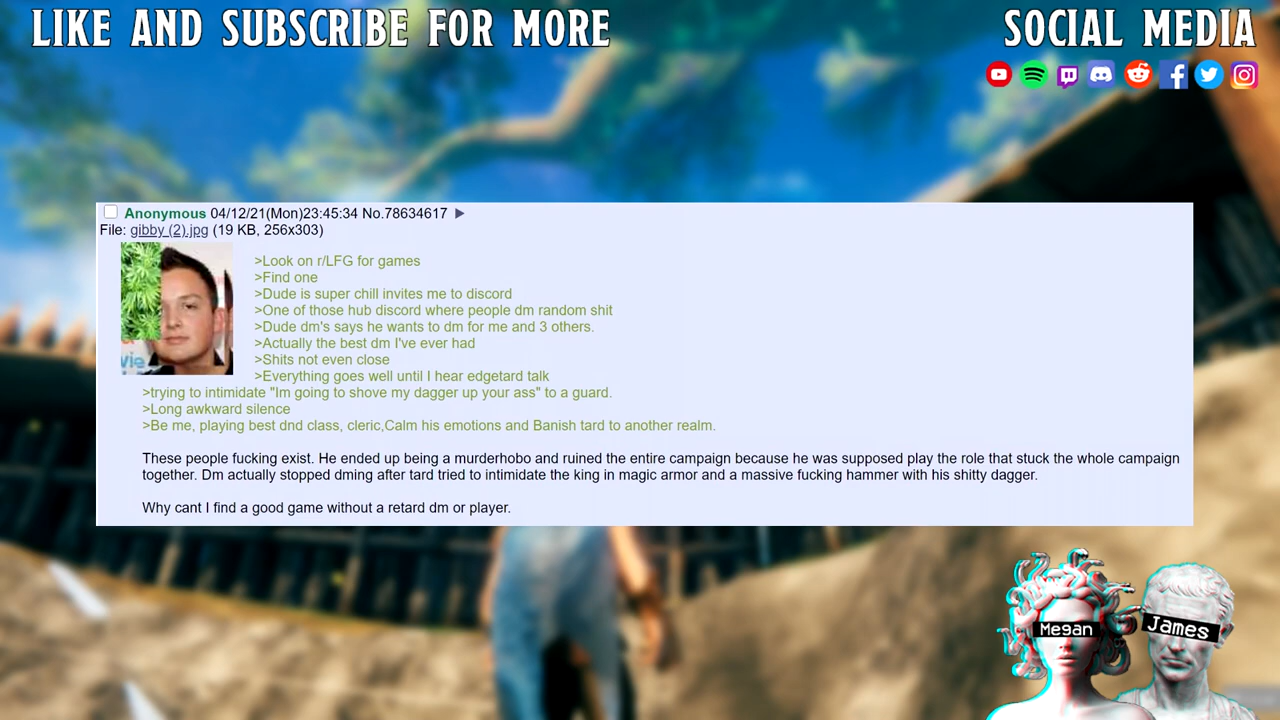 LIKE AND SUBSCRIBE FOR MORE
SOCIAL MEDIA
Anonymous 04/12/21(Mon)23:45:34 No.78634617
File: gibby (2).jpg (19 KB, 256x303)
>Look on r/LFG for games
>Find one
>Dude is super chill invites me to discord
>One of those hub discord where people dm random shit
>Dude dm's says he wants to dm for me and 3 others.
>Actually the best dm I've ever had
>Shits not even close
>Everything goes well until I hear edgetard talk
>trying to intimidate "Im going to shove my dagger up your ass" to a guard.
>Long awkward silence
>Be me, playing best dnd class, cleric,Calm his emotions and Banish tard to another realm.
These people fucking exist. He ended up being a murderhobo and ruined the entire campaign because he was supposed play the role that stuck the whole campaign
together. Dm actually stopped dming after tard tried to intimidate the king in magic armor and a massive fucking hammer with his shitty dagger.
Why cant I find a good game without a retard dm or player.
vie
Megan
James